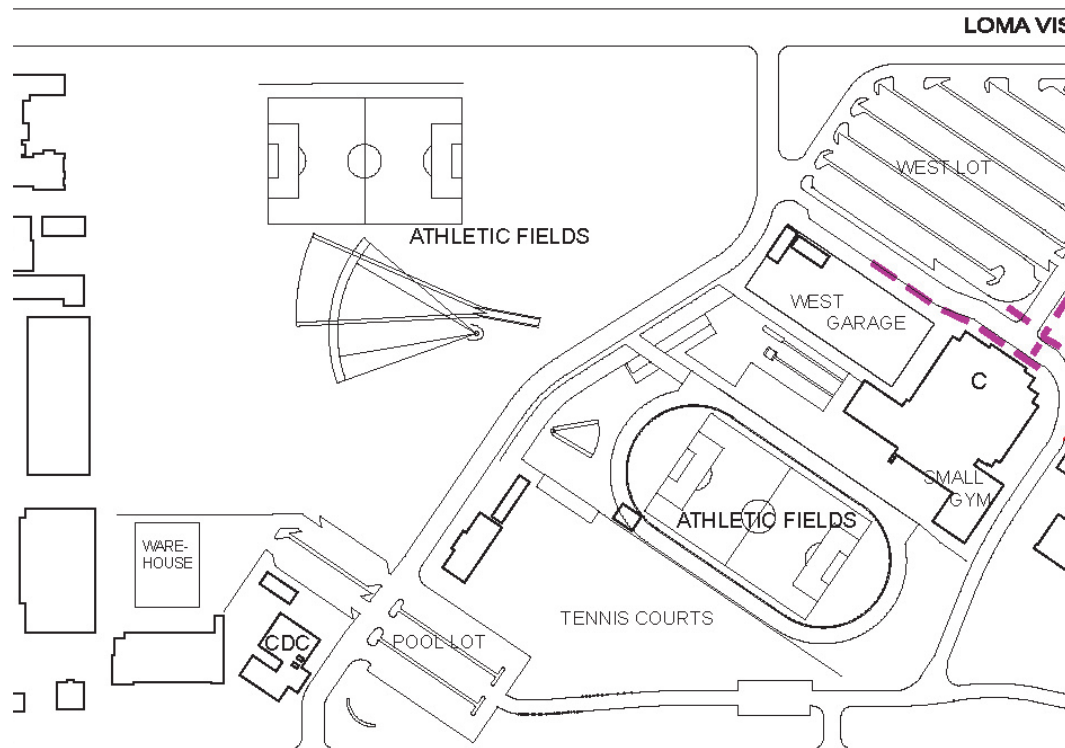 LOMA VIS
WEST LOT
ATHLETIC FIELDS
WEST
GARAGE
C
SMALL
GYM
ATHLETIC FIELDS
WARE-
HOUSE
TENNIS COURTS
CDC
POOL LOT